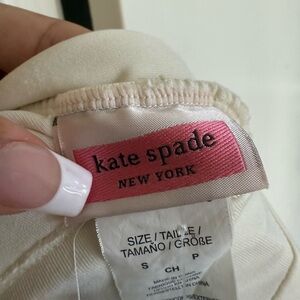 kate spade
NEW YORK
SIZE / TAILLE /
TAMAÑO / GRÖßE
S CH P